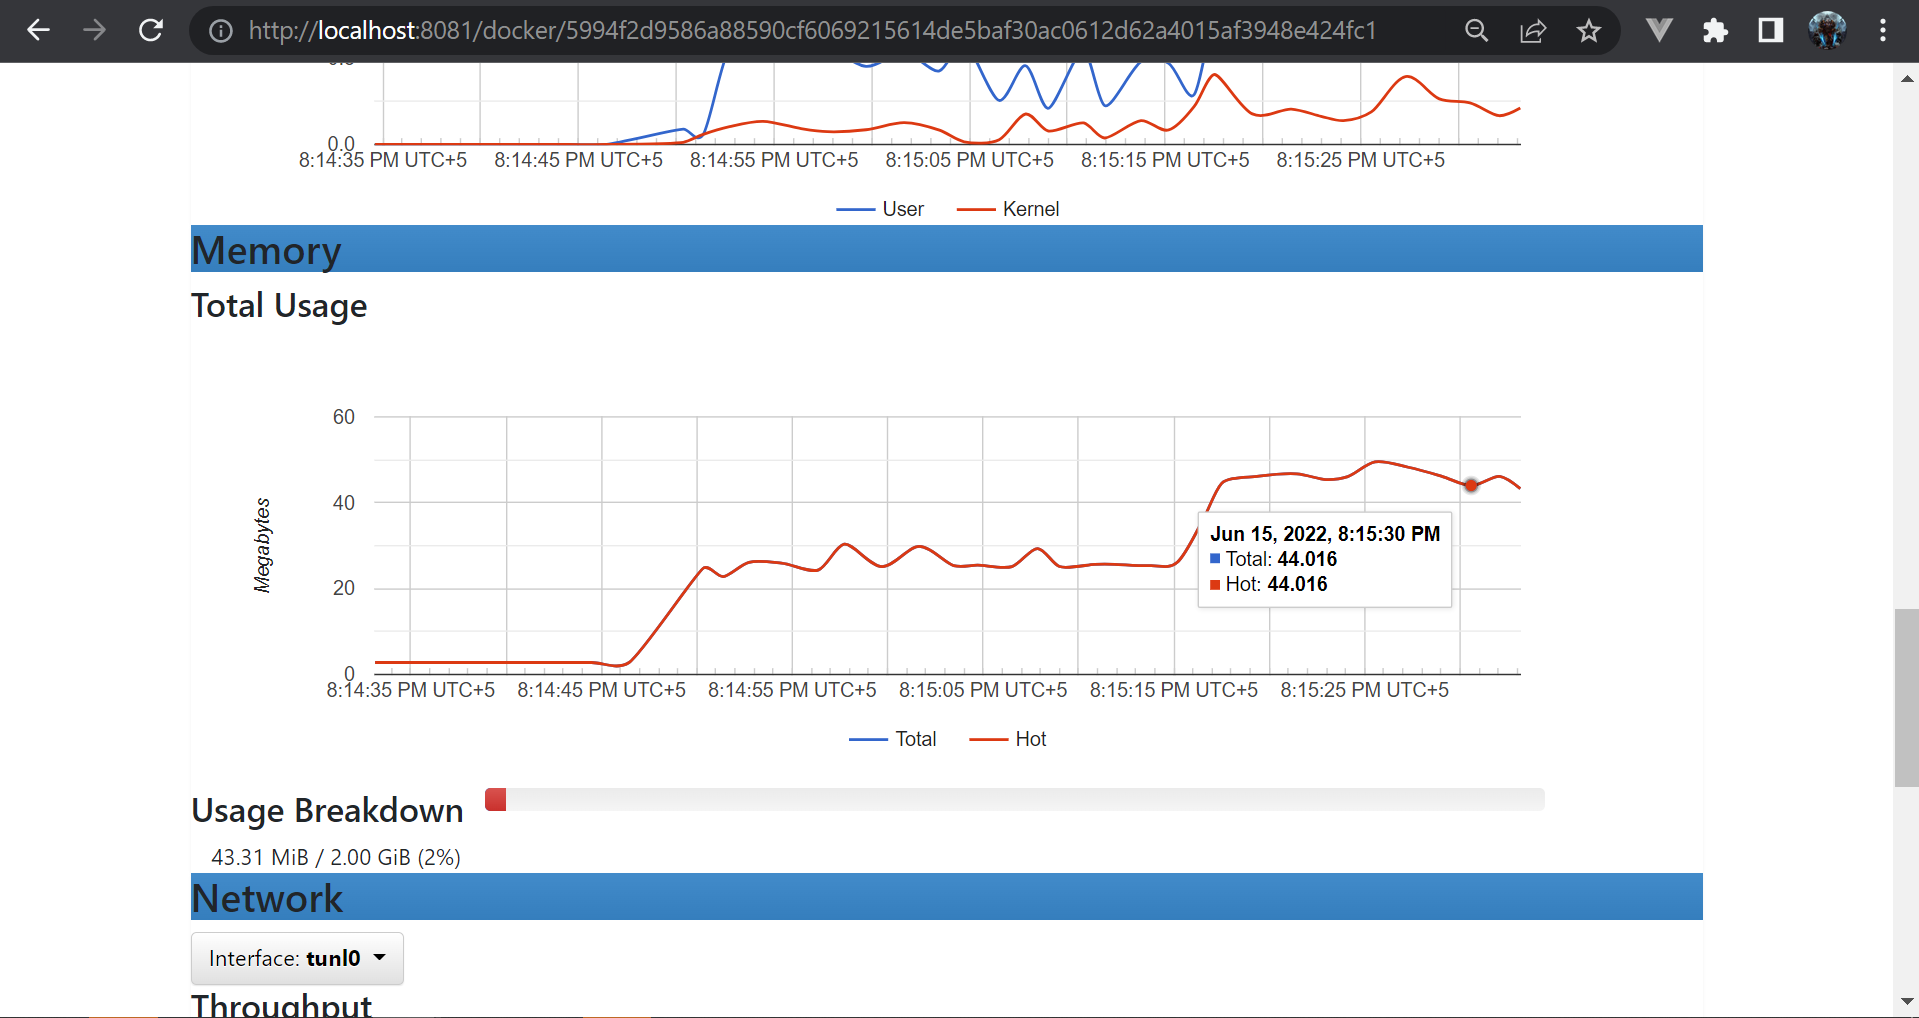 http://localhost:8081/docker/5994f2d9586a88590cf6069215614de5baf30ac0612d62a4015af3948e424fc1
0.0
8:14:35 PM UTC+5 8:14:45 PM UTC+5 8:14:55 PM UTC+5 8:15:05 PM UTC+5 8:15:15 PM UTC+5 8:15:25 PM UTC+5
User Kernel
Memory
Total Usage
60
40
20
0
Megabytes
Jun 15, 2022, 8:15:30 PM
Total: 44.016
Hot: 44.016
8:14:35 PM UTC+5 8:14:45 PM UTC+5 8:14:55 PM UTC+5 8:15:05 PM UTC+5 8:15:15 PM UTC+5 8:15:25 PM UTC+5
Total Hot
Usage Breakdown
43.31 MiB / 2.00 GiB (2%)
Network
Interface: tunl0
Throughput